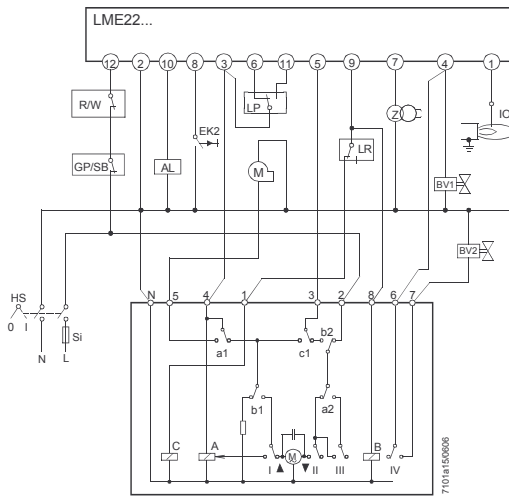 LME22...
12 2 10 8 3 6 11 5 9 7 4 1
R/W
LP
EK2
Z
IO
GP/SB
AL
M
LR
BV1
BV2
HS
0 I
Si
N L
N 5 4 1 3 2 8 6 7
a1 c1 b2
b1 a2
C A I M II III B IV
7101a15/0606